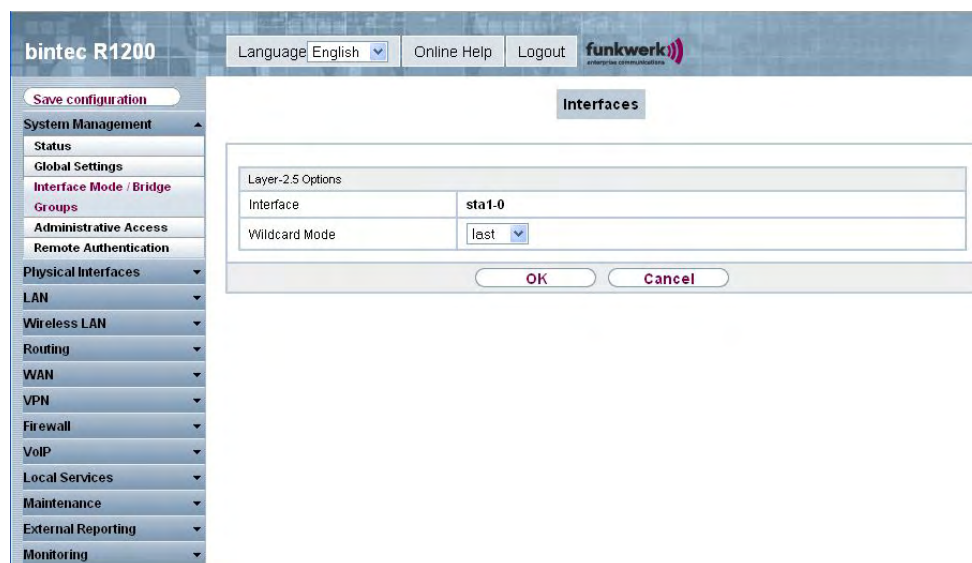 bintec R1200
Language English
Online Help
Logout
funkwerk
enterprise communications
Save configuration
System Management
Status
Global Settings
Interface Mode / Bridge
Groups
Administrative Access
Remote Authentication
Physical Interfaces
LAN
Wireless LAN
Routing
WAN
VPN
Firewall
VoIP
Local Services
Maintenance
External Reporting
Monitoring
Interfaces
Layer-2.5 Options
Interface sta1-0
Wildcard Mode last
OK Cancel